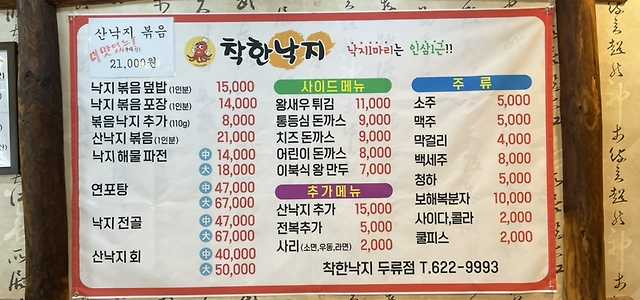 산낙지 볶음
21,000원
착한낙지
낙지마리는 인삼1근!!
낙지 볶음 덮밥 (1인분) 15,000
낙지 볶음 포장 (1인분) 14,000
볶음낙지 추가 (110g) 8,000
산낙지 볶음 (1인분) 21,000
낙지 해물 파전 中 14,000
大 18,000
연포탕 中 47,000
大 67,000
낙지 전골 中 47,000
大 67,000
산낙지 회 中 40,000
大 50,000
사이드 메뉴
왕새우 튀김 11,000
통등심 돈까스 9,000
치즈 돈까스 9,000
어린이 돈까스 8,000
이북식 왕 만두 7,000
추가 메뉴
산낙지 추가 15,000
전복추가 5,000
사리 (소면,우동,라면) 2,000
주 류
소주 5,000
맥주 5,000
막걸리 4,000
백세주 8,000
청하 5,000
보해복분자 10,000
사이다,콜라 2,000
쿨피스 2,000
착한낙지 두류점 T.622-9993